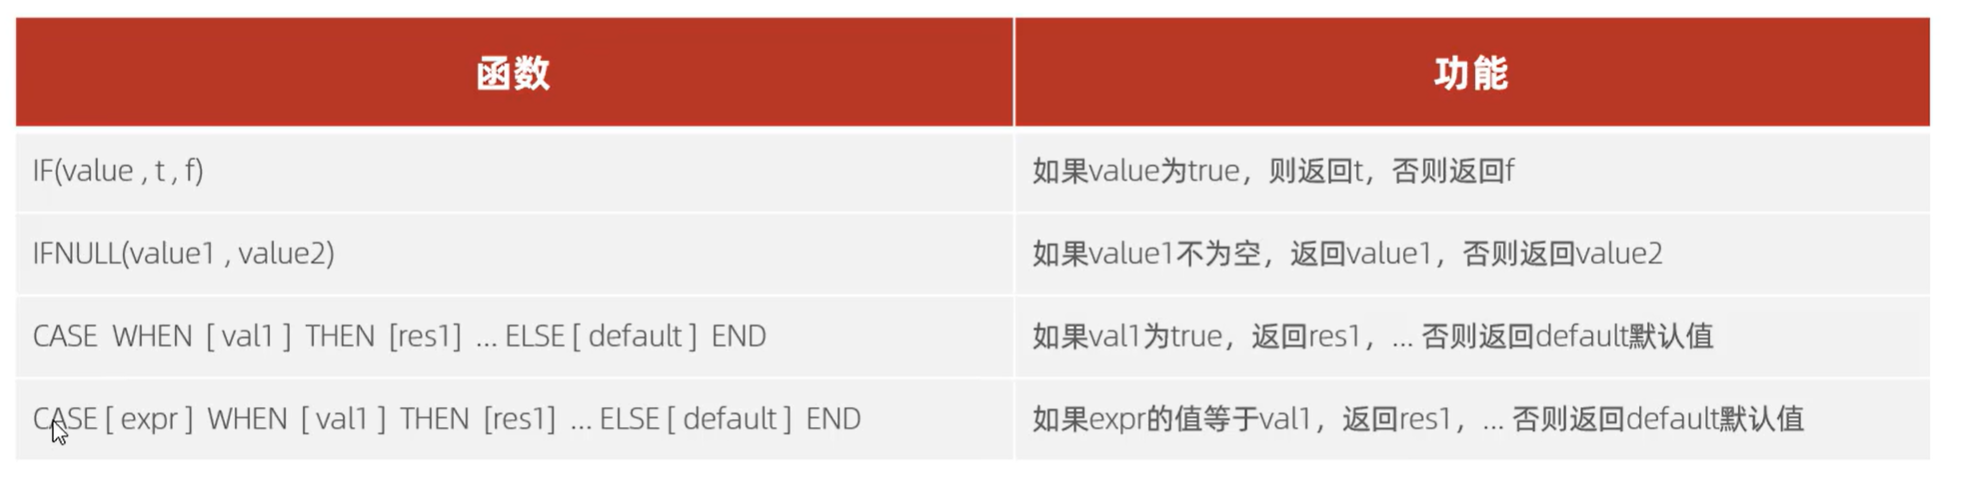 函数
功能
IF(value , t , f)
如果value为true，则返回t，否则返回f
IFNULL(value1 , value2)
如果value1不为空，返回value1，否则返回value2
CASE WHEN [ val1 ] THEN [res1] ... ELSE [ default ] END
如果val1为true，返回res1，... 否则返回default默认值
CASE [ expr ] WHEN [ val1 ] THEN [res1] ... ELSE [ default ] END
如果expr的值等于val1，返回res1，... 否则返回default默认值